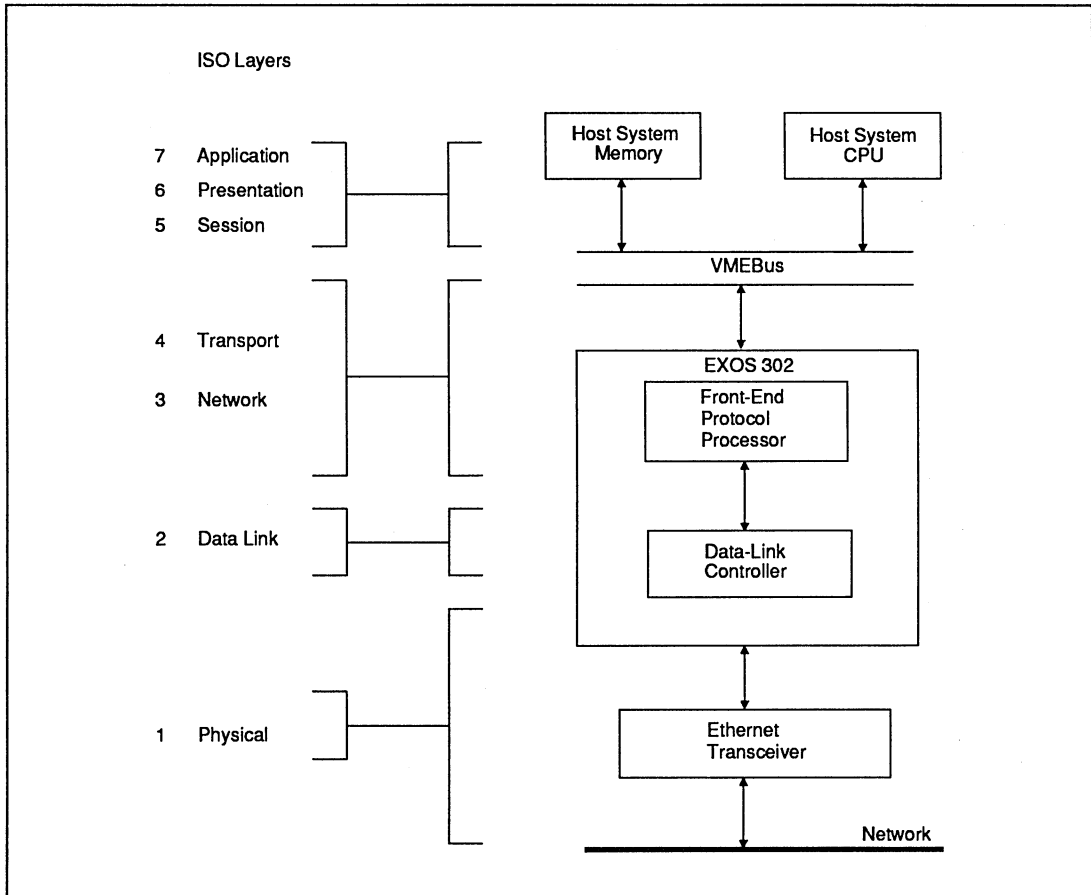 ISO Layers
7 Application
6 Presentation
5 Session
4 Transport
3 Network
2 Data Link
1 Physical
Host System
Memory
Host System
CPU
VMEBus
EXOS 302
Front-End
Protocol
Processor
Data-Link
Controller
Ethernet
Transceiver
Network